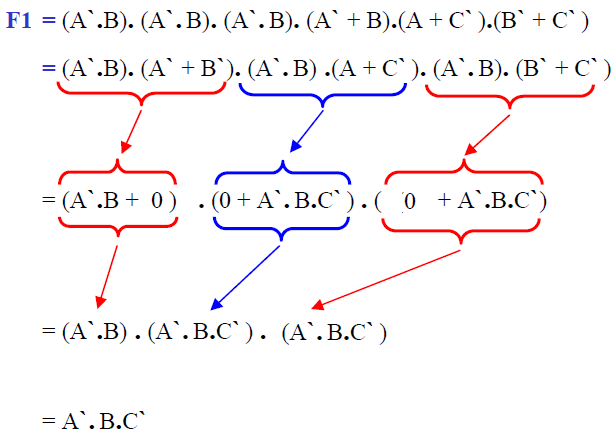 F1 = (A`.B). (A`.B). (A`.B). (A` + B).(A + C`).(B` + C`)
= (A`.B). (A` + B`). (A`.B) .(A + C`). (A`.B). (B` + C`)
= (A`.B + 0) . (0 + A`.B.C`) . ( 0 + A`.B.C`)
= (A`.B) . (A`.B.C`) . (A`.B.C`)
= A`.B.C`